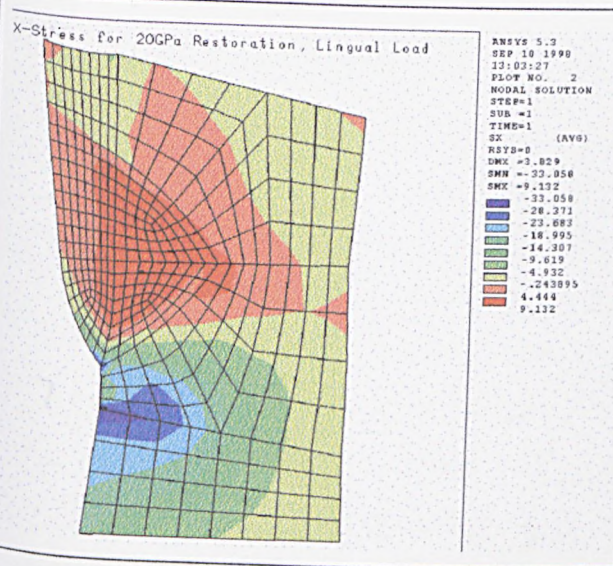 X-Stress for 20GPa Restoration, Lingual Load
ANSYS 5.3
SEP 10 1998
13:03:27
PLOT NO. 2
NODAL SOLUTION
STEP=1
SUB =1
TIME=1
SX (AVG)
RSYS=0
DMX =3.829
SMN =-33.058
SMX =9.132
-33.058
-28.371
-23.683
-18.995
-14.307
-9.619
-4.932
-.243895
4.444
9.132